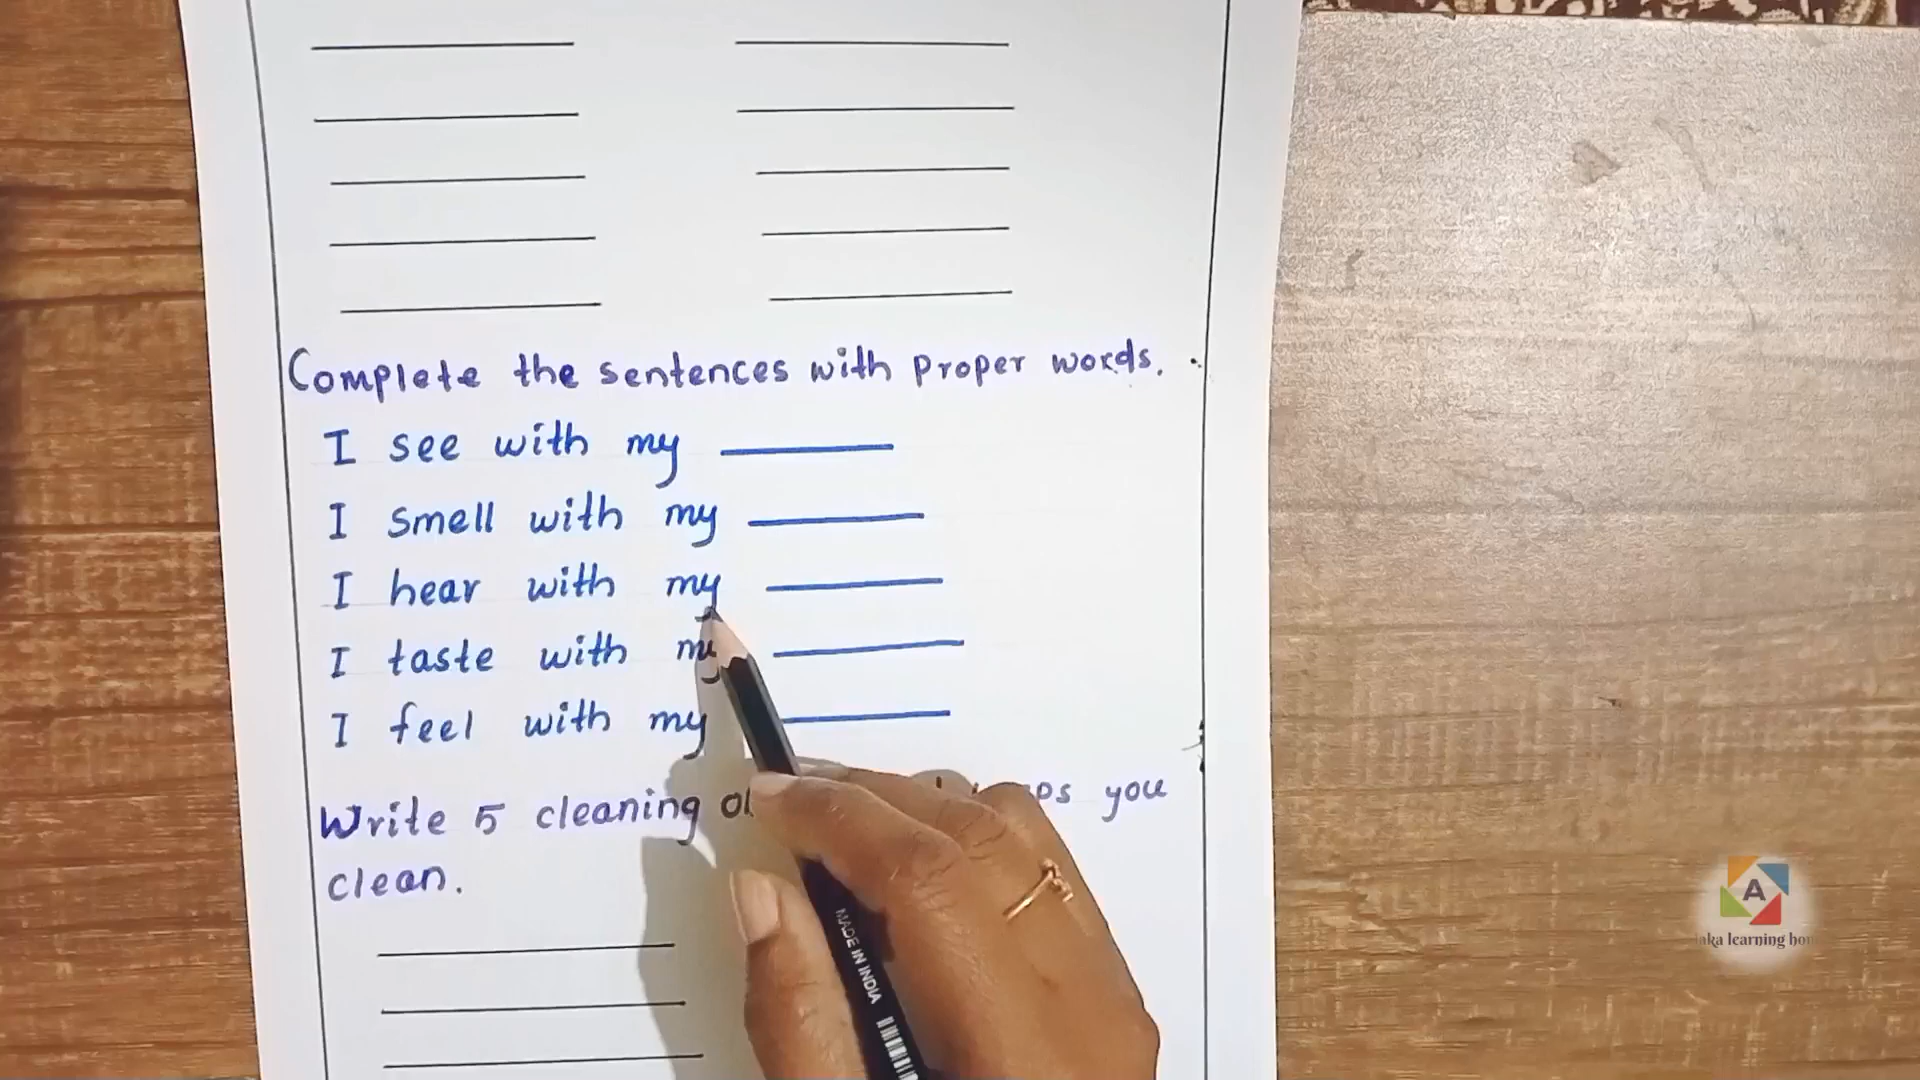 Complete the sentences with proper words.
I see with my
I smell with my
I hear with my
I taste with my
I feel with my
Write 5 cleaning you
clean.
MADE IN INDIA
A
learning